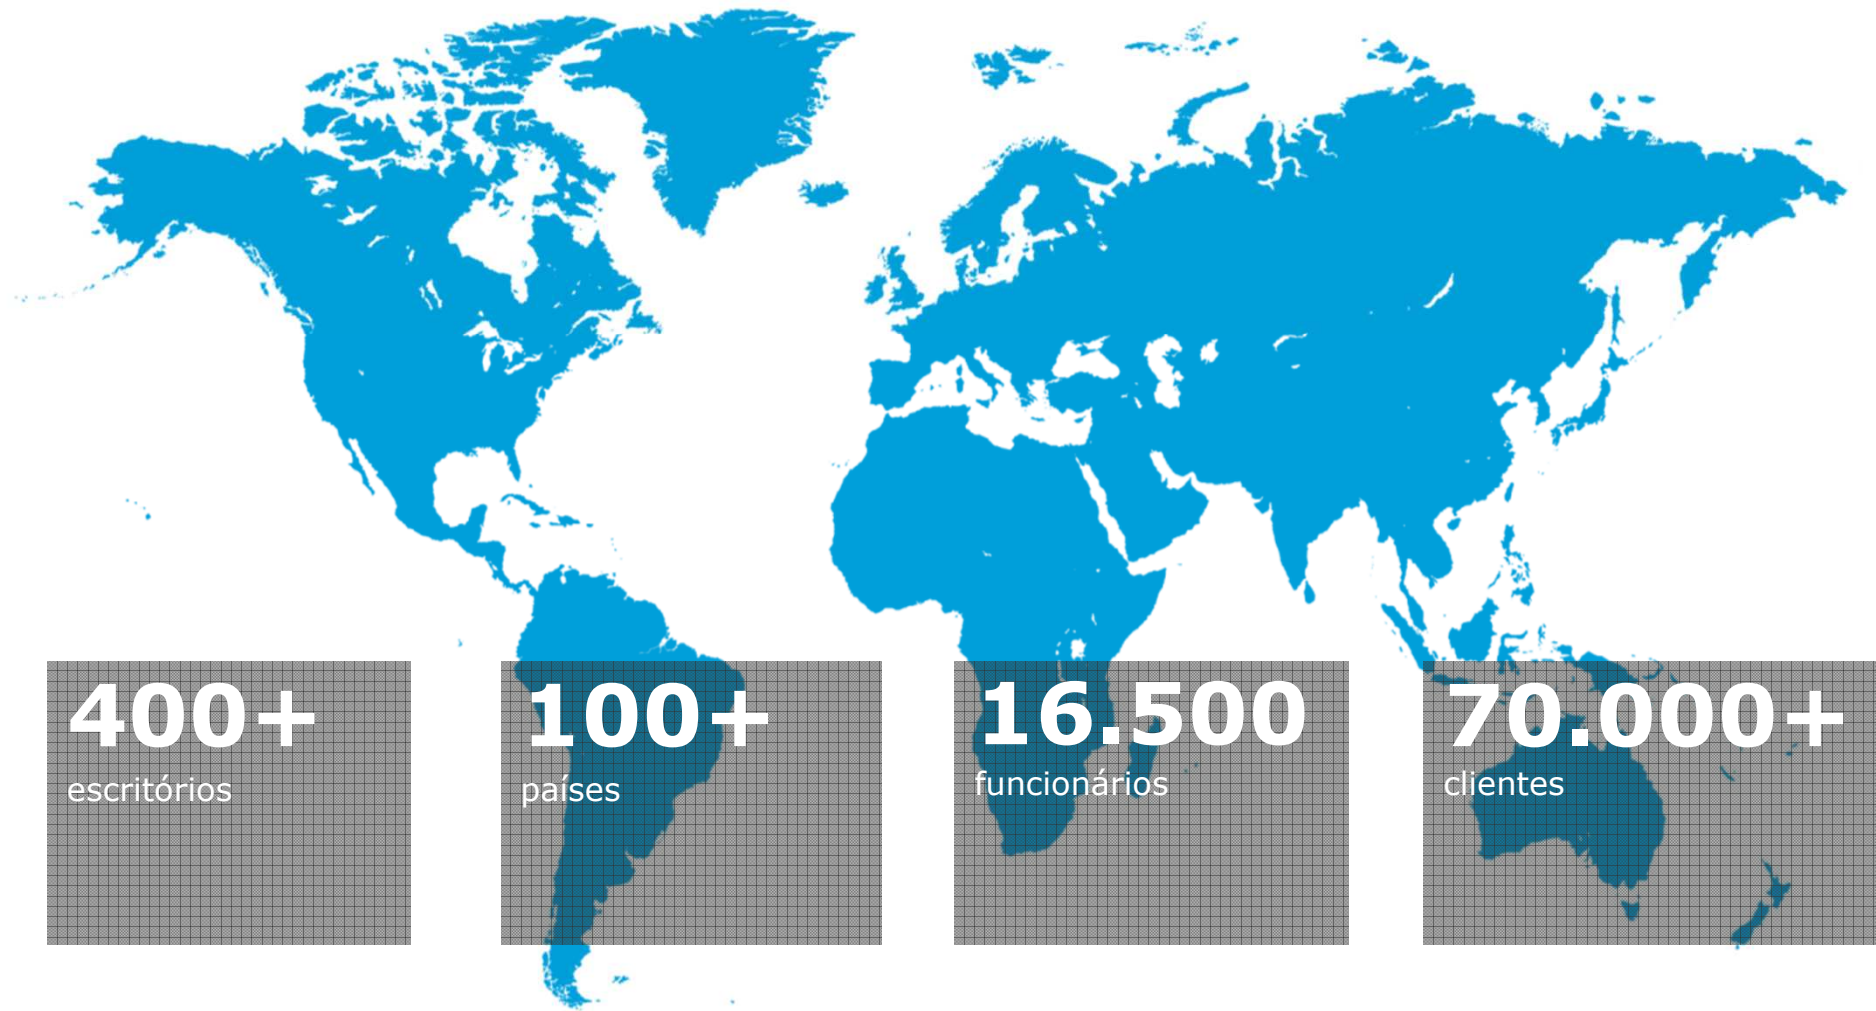 400+
escritórios
100+
países
16.500
funcionários
70.000+
clientes